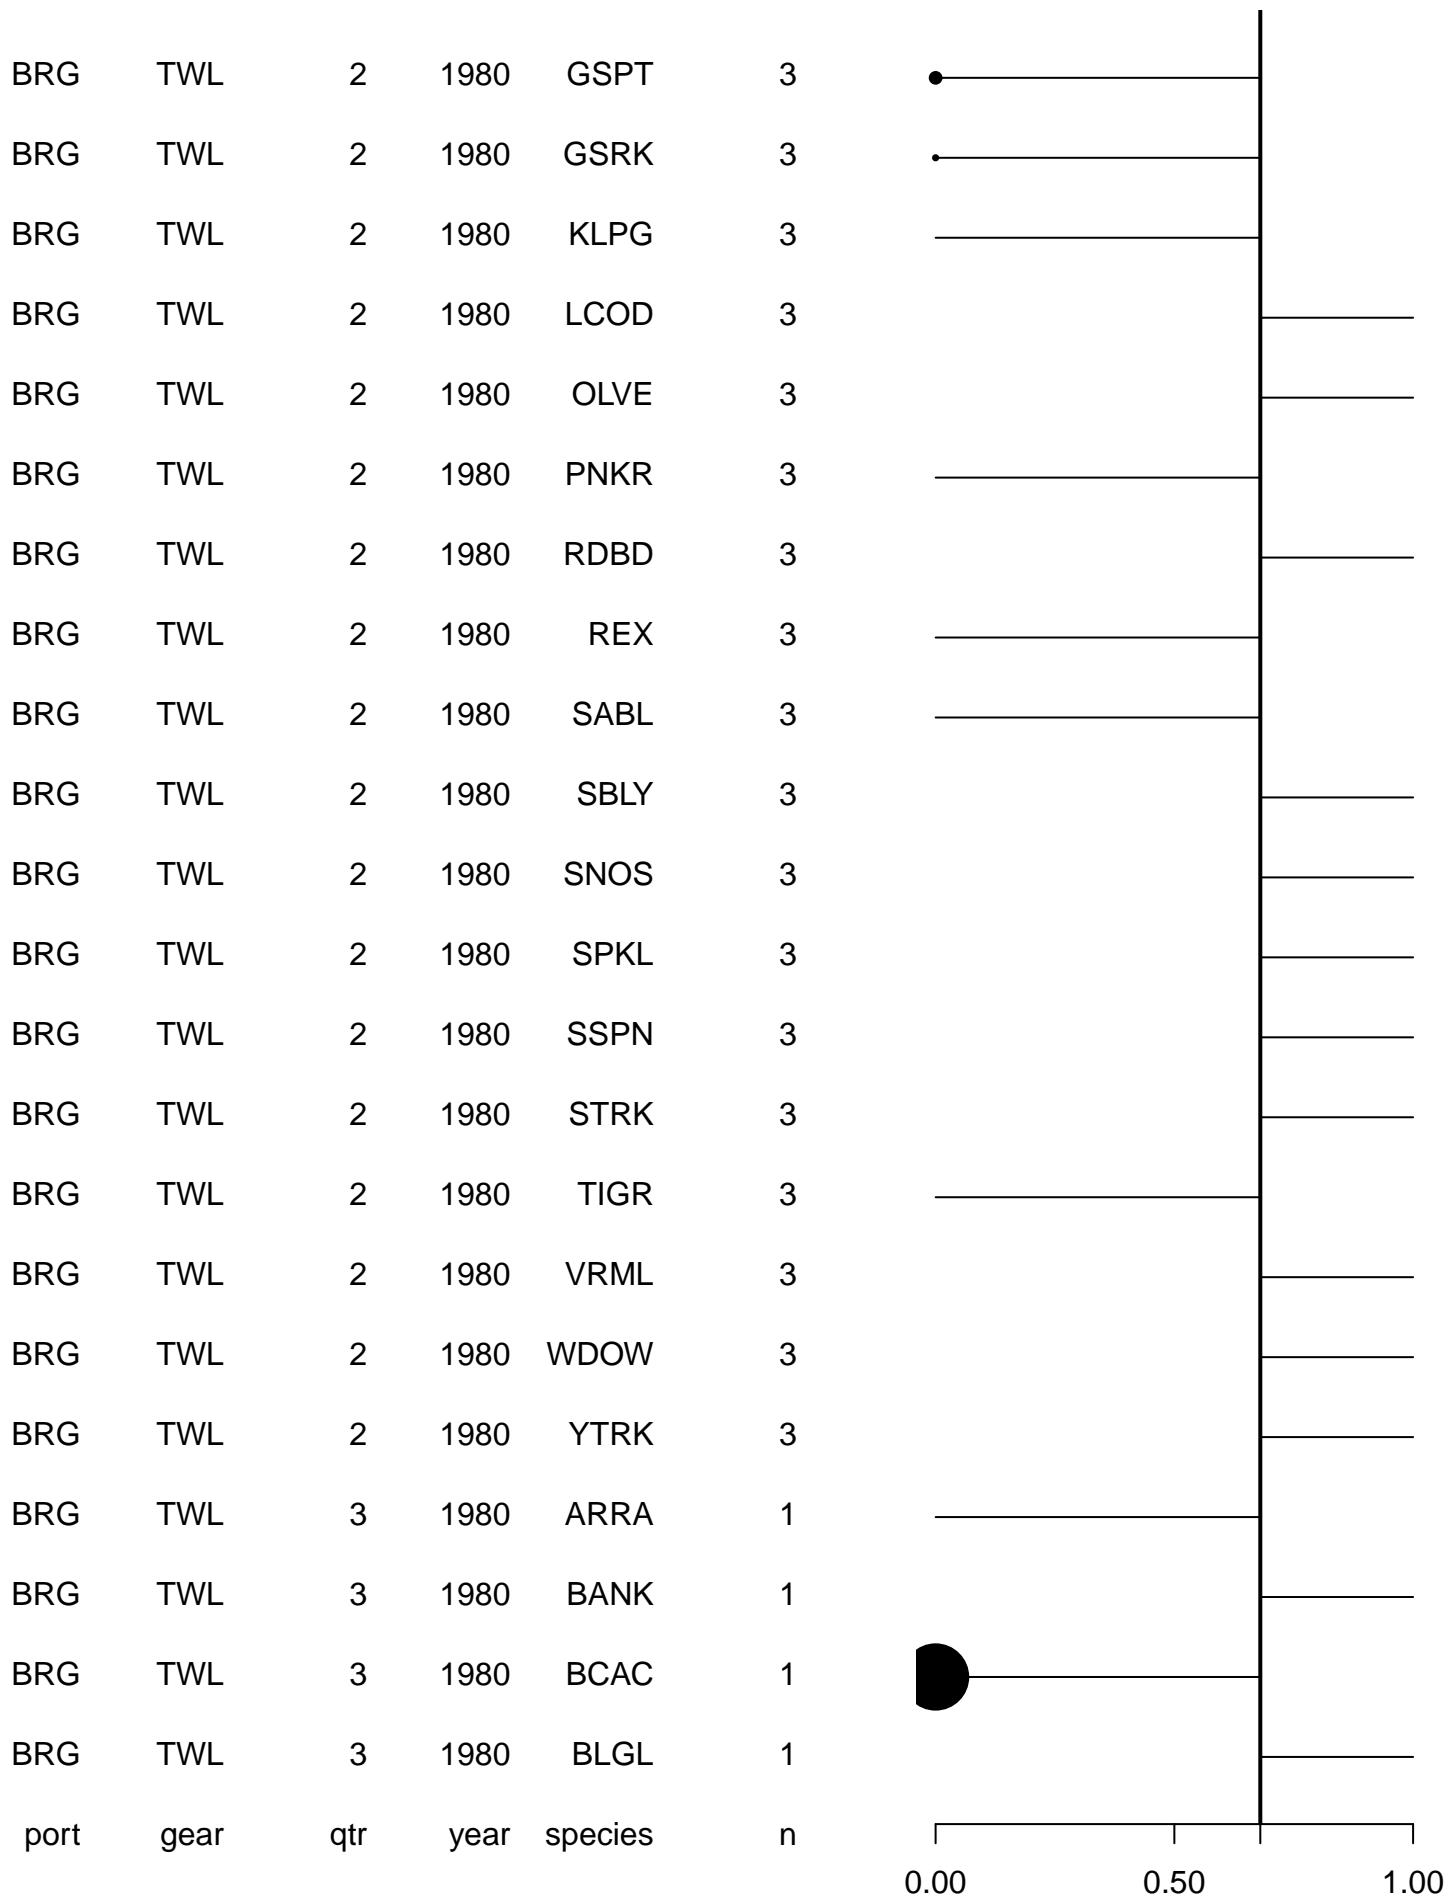 BRG TWL 2 1980 GSPT 3
BRG TWL 2 1980 GSRK 3
BRG TWL 2 1980 KLPG 3
BRG TWL 2 1980 LCOD 3
BRG TWL 2 1980 OLVE 3
BRG TWL 2 1980 PNKR 3
BRG TWL 2 1980 RDBD 3
BRG TWL 2 1980 REX 3
BRG TWL 2 1980 SABL 3
BRG TWL 2 1980 SBLY 3
BRG TWL 2 1980 SNOS 3
BRG TWL 2 1980 SPKL 3
BRG TWL 2 1980 SSPN 3
BRG TWL 2 1980 STRK 3
BRG TWL 2 1980 TIGR 3
BRG TWL 2 1980 VRML 3
BRG TWL 2 1980 WDOW 3
BRG TWL 2 1980 YTRK 3
BRG TWL 3 1980 ARRA 1
BRG TWL 3 1980 BANK 1
BRG TWL 3 1980 BCAC 1
BRG TWL 3 1980 BLGL 1
port gear qtr year species n
0.00 0.50 1.00